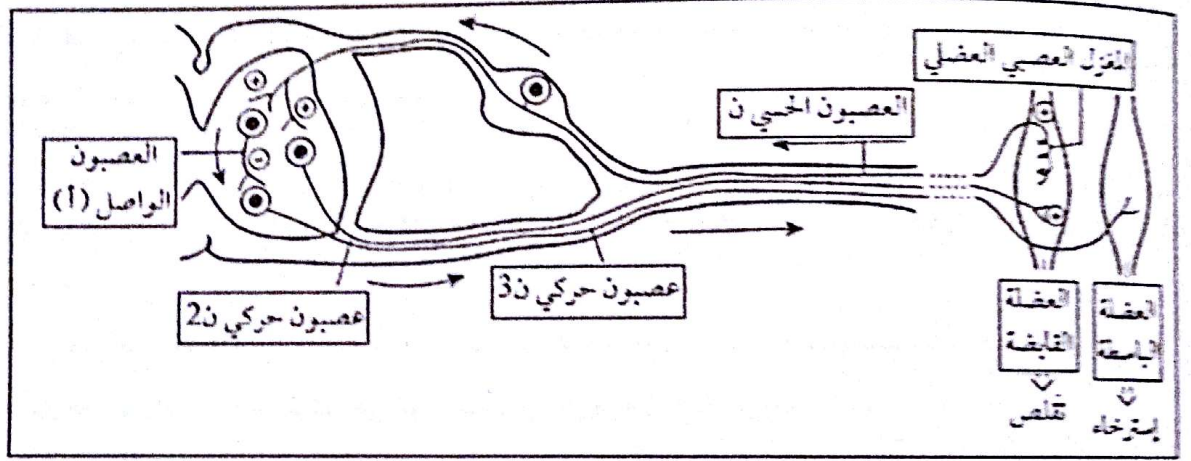 المغزل العصبي العضلي
العصبون الحسي ن
العصبون
الواصل (أ)
عصبون حركي ن3
عصبون حركي ن2
العضلة
القابضة
تقلص
العضلة
الباسطة
إسترخاء